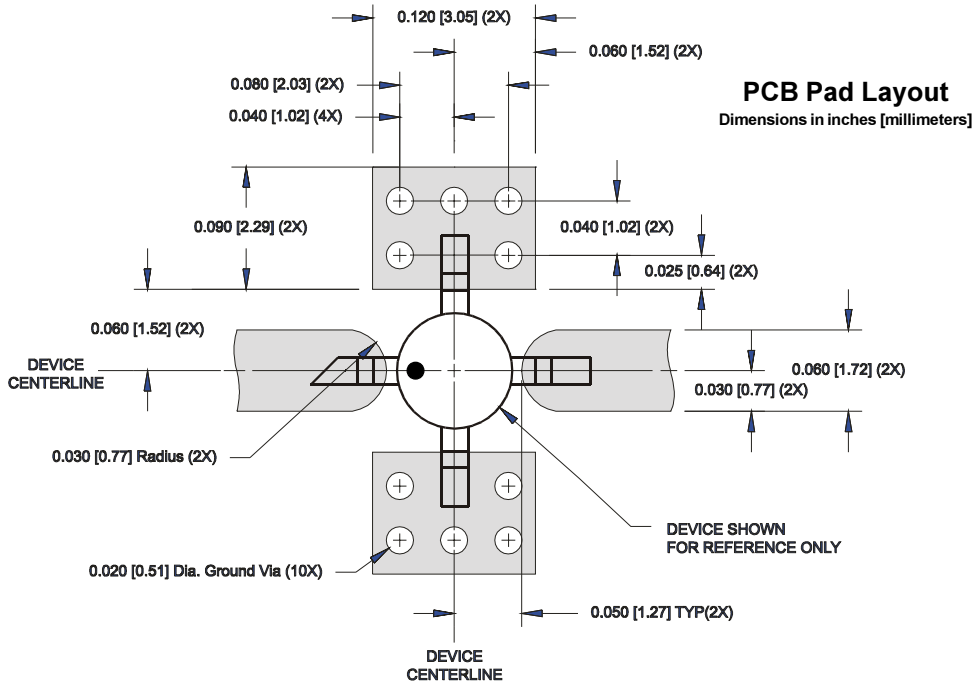 0.120 [3.05] (2X)
0.060 [1.52] (2X)
0.080 [2.03] (2X)
0.040 [1.02] (4X)
PCB Pad Layout
Dimensions in inches [millimeters]
0.090 [2.29] (2X)
0.040 [1.02] (2X)
0.025 [0.64] (2X)
0.060 [1.52] (2X)
DEVICE
CENTERLINE
0.060 [1.72] (2X)
0.030 [0.77] (2X)
0.030 [0.77] Radius (2X)
DEVICE SHOWN
FOR REFERENCE ONLY
0.020 [0.51] Dia. Ground Via (10X)
0.050 [1.27] TYP(2X)
DEVICE
CENTERLINE